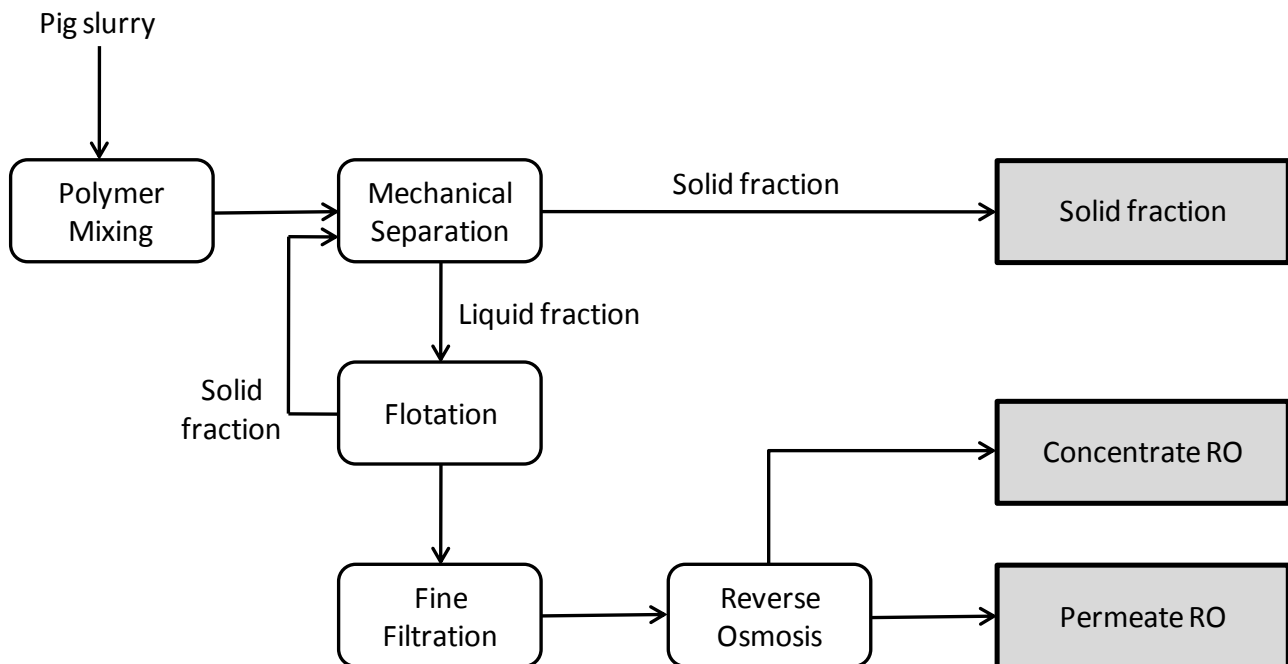 Pig slurry
Polymer
Mixing
Mechanical
Separation
Solid fraction
Solid fraction
Liquid fraction
Solid
fraction
Flotation
Concentrate RO
Fine
Filtration
Reverse
Osmosis
Permeate RO